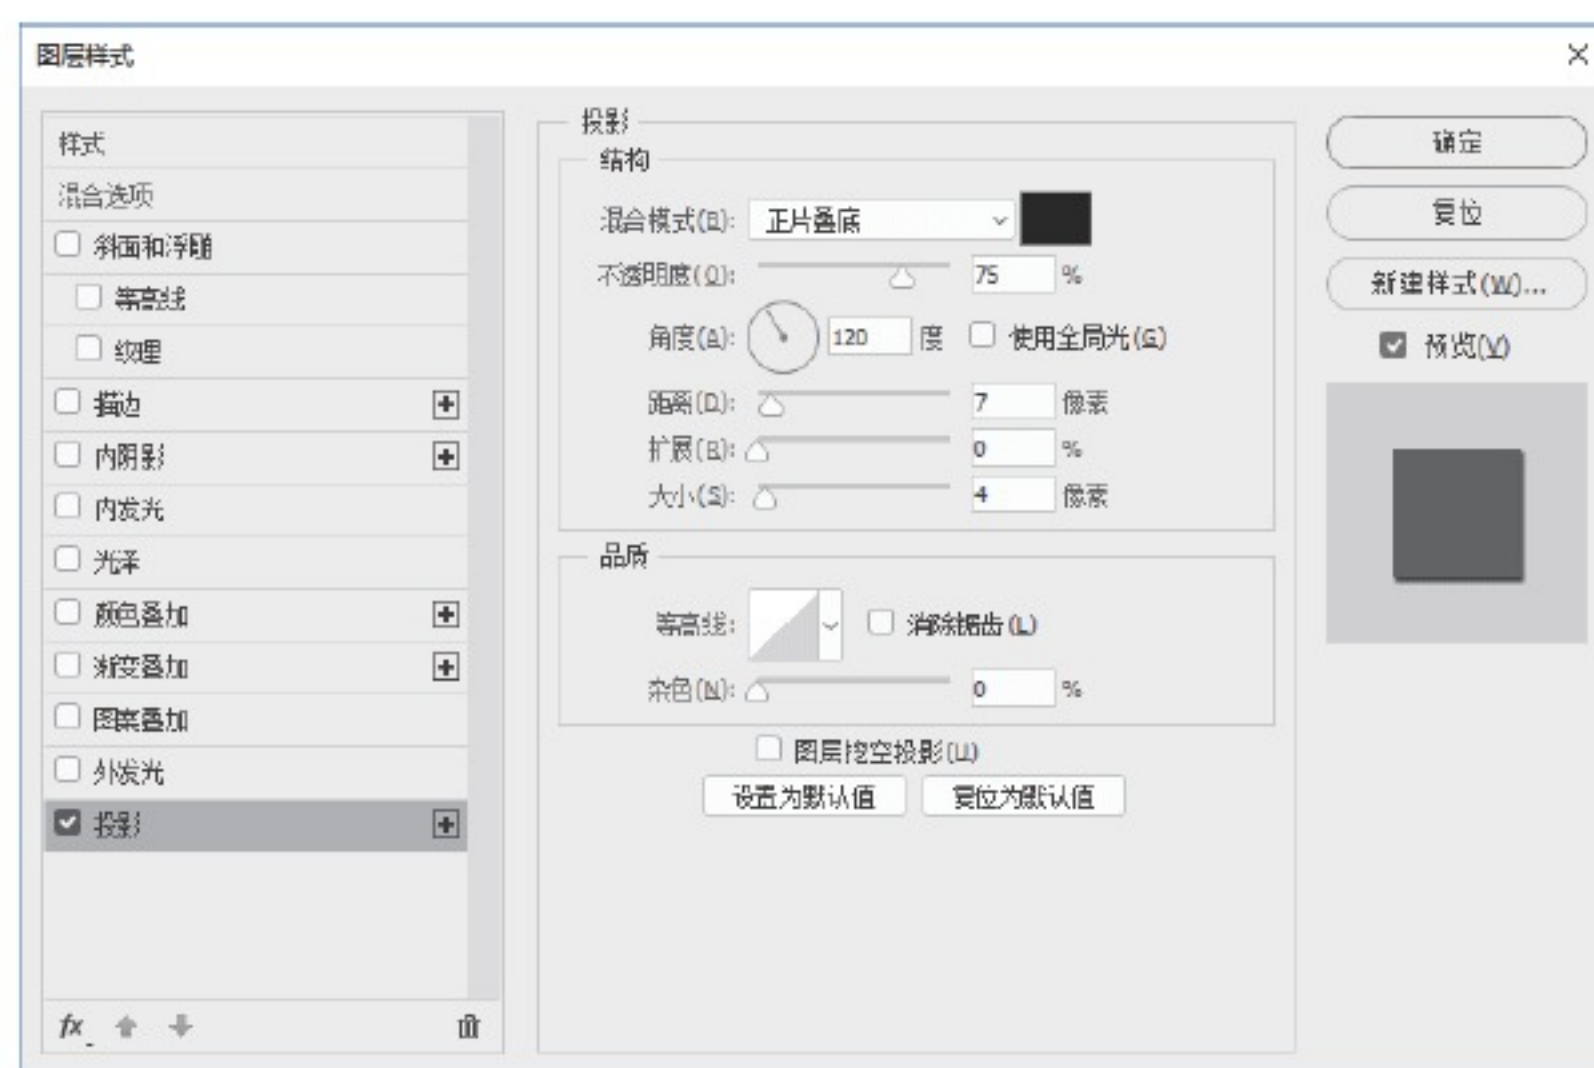 图层样式
样式
混合选项
斜面和浮雕
等高线
纹理
描边
内阴影
内发光
光泽
颜色叠加
渐变叠加
图案叠加
外发光
投影
fx
投影
结构
混合模式(B): 正片叠底
不透明度(O): 75 %
角度(A): 120 度 使用全局光(G)
距离(D): 7 像素
扩展(R): 0 %
大小(S): 4 像素
品质
等高线: 消除锯齿(L)
杂色(N): 0 %
图层挖空投影(U)
设置为默认值 复位为默认值
确定
复位
新建样式(W)...
预览(V)